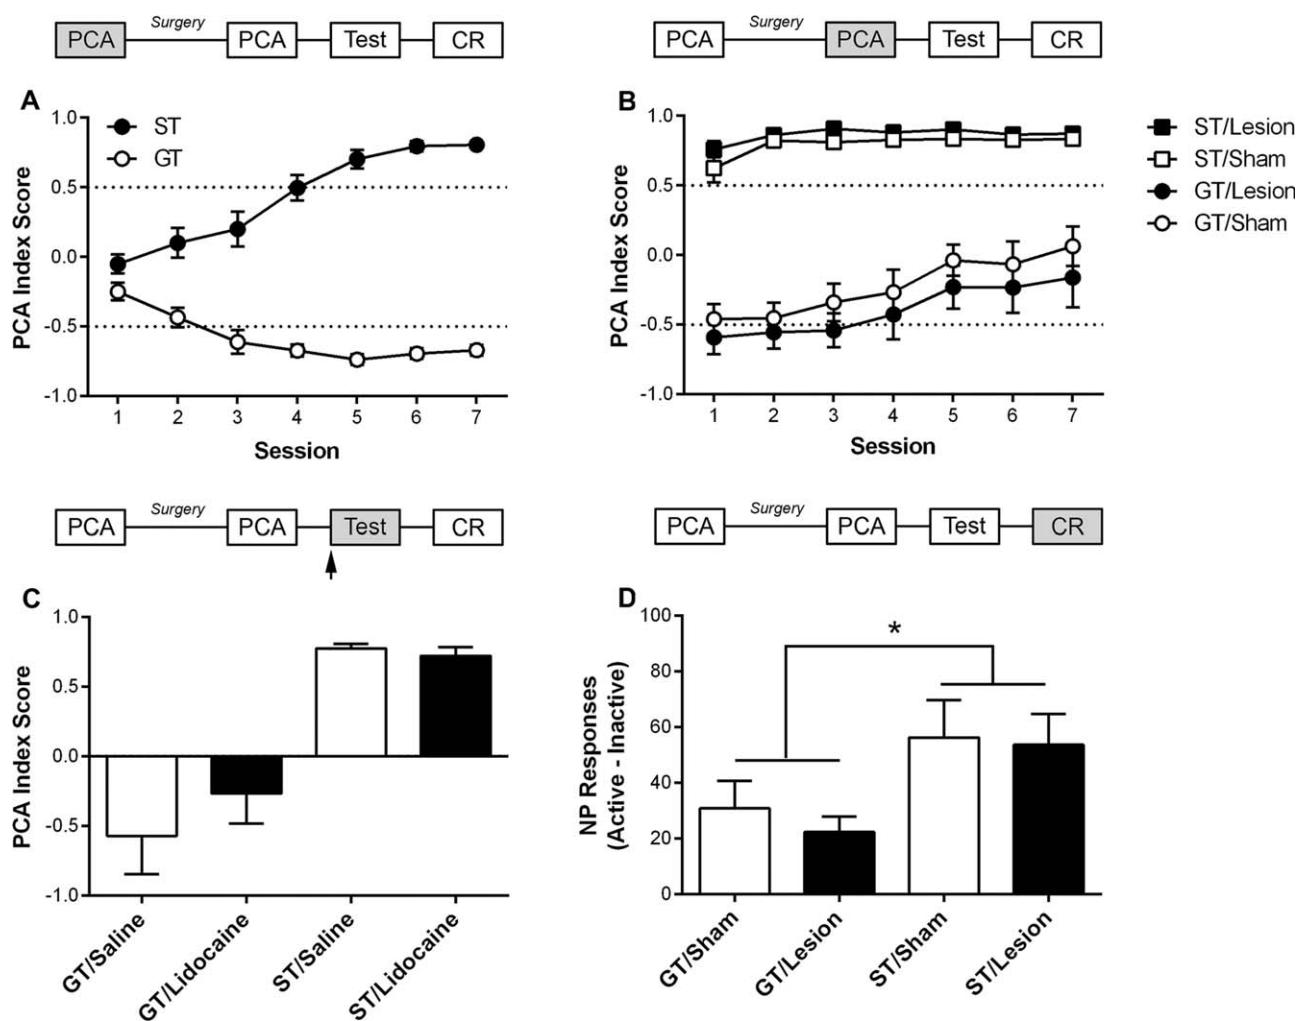 Surgery
PCA PCA Test CR
Surgery
PCA PCA Test CR
A
1.0
0.5
0.0
-0.5
-1.0
PCA Index Score
ST
GT
1 2 3 4 5 6 7
Session
B
1.0
0.5
0.0
-0.5
-1.0
PCA Index Score
1 2 3 4 5 6 7
Session
ST/Lesion
ST/Sham
GT/Lesion
GT/Sham
Surgery
PCA PCA Test CR
Surgery
PCA PCA Test CR
C
1.0
0.5
0.0
-0.5
-1.0
PCA Index Score
GT/Saline
GT/Lidocaine
ST/Saline
ST/Lidocaine
D
100
80
60
40
20
0
NP Responses
(Active - Inactive)
*
GT/Sham
GT/Lesion
ST/Sham
ST/Lesion